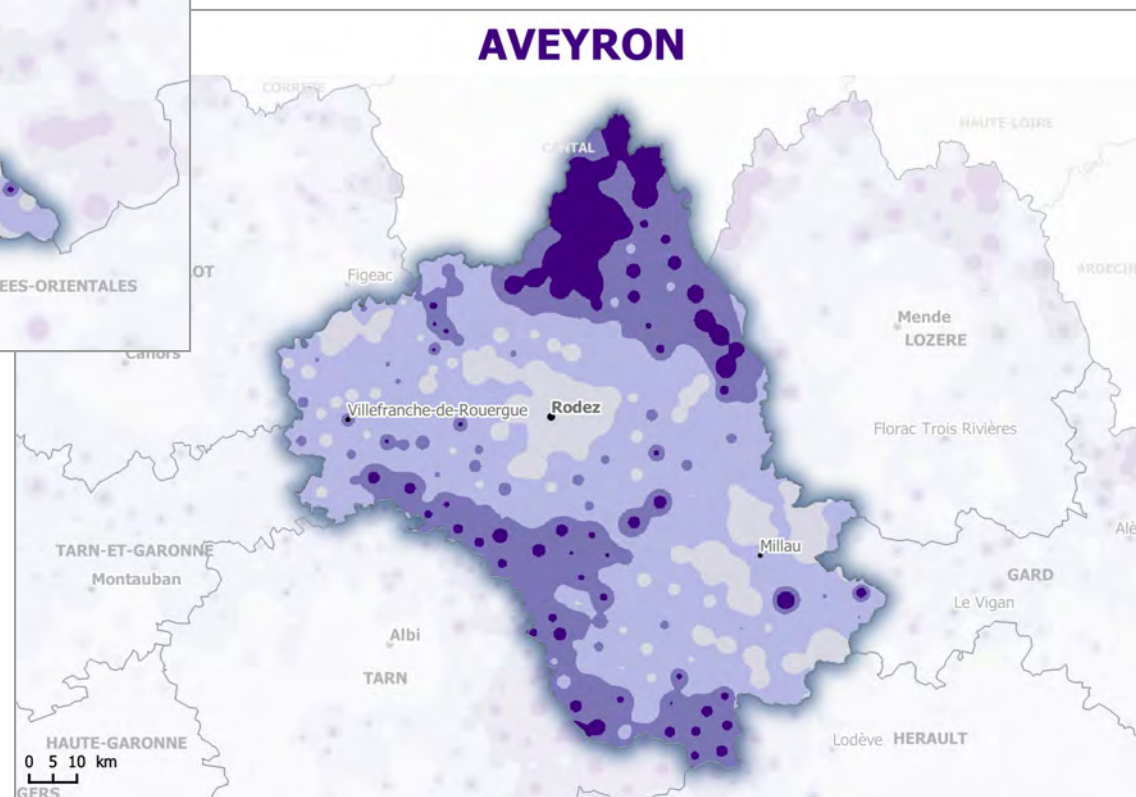 AVEYRON
CORREZE
HAUTE-LOIRE
CANTAL
ARDECHE
OT
Figeac
EES-ORIENTALES
Mende
LOZERE
Cahors
Villefranche-de-Rouergue
Rodez
Florac Trois Rivières
Alè
Millau
TARN-ET-GARONNE
Montauban
GARD
Le Vigan
Albi
TARN
HAUTE-GARONNE
Lodève HERAULT
0 5 10 km
GERS